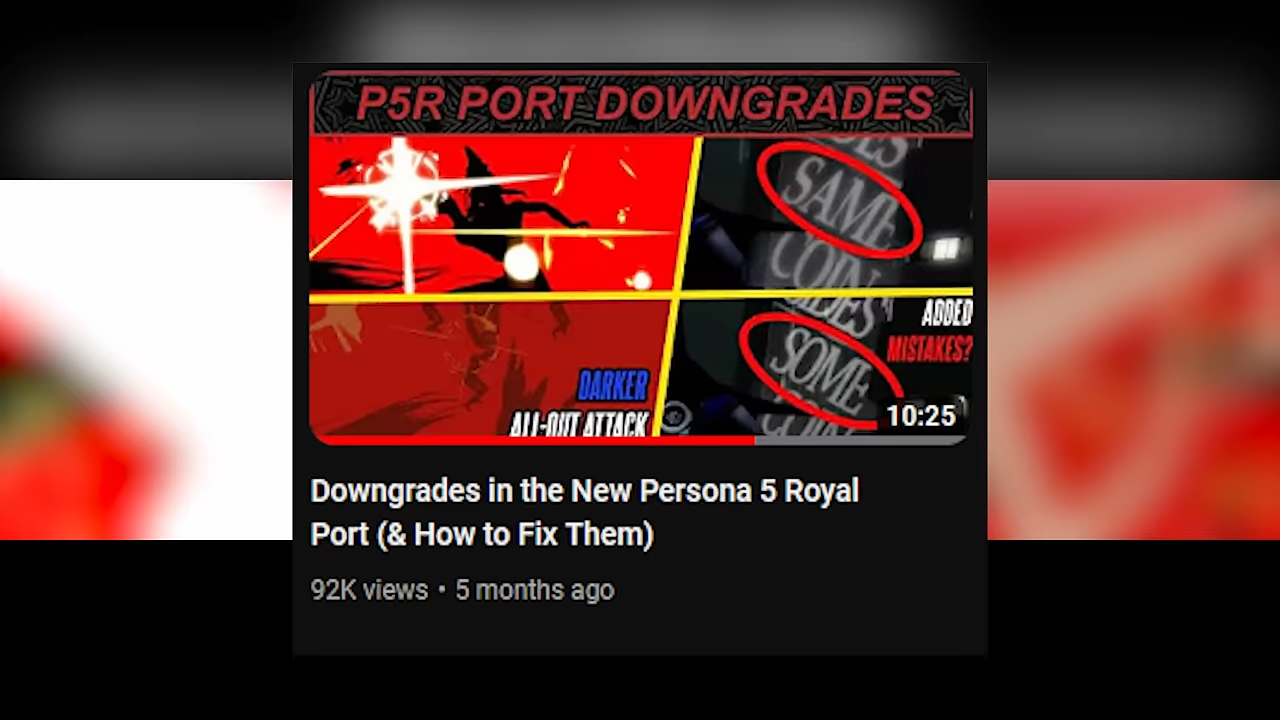 P5R PORT DOWNGRADES
SAME
COIN
SOME
ADDED
MISTAKES?
DARKER
ALL-OUT ATTACK
10:25
Downgrades in the New Persona 5 Royal
Port (& How to Fix Them)
92K views • 5 months ago